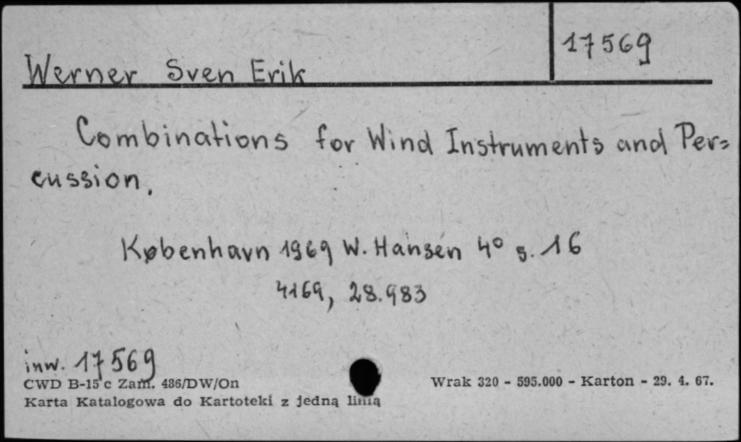 17569
Werner Sven Erik
Combinations for Wind Instruments and Per=
cussion.
København 1969 W. Hansen 4° s. 16
4169, 28.983
inw. 17569
CWD B-15 c Zam. 486/DW/On
Wrak 320 - 595.000 - Karton - 29. 4. 67.
Karta Katalogowa do Kartoteki z jedną linią